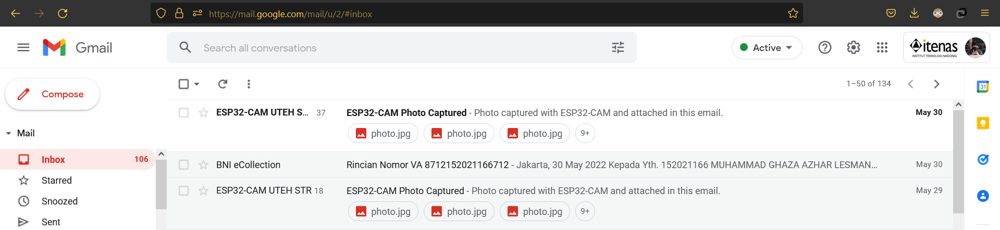 https://mail.google.com/mail/u/2/#inbox
Gmail
Search all conversations
Active
itenas
INSTITUT TEKNOLOGI NASIONAL
Compose
1–50 of 134
31
Mail
Inbox 106
Starred
Snoozed
Sent
ESP32-CAM UTEH S... 37 ESP32-CAM Photo Captured - Photo captured with ESP32-CAM and attached in this email. May 30
photo.jpg photo.jpg photo.jpg 9+
BNI eCollection Rincian Nomor VA 8712152021166712 - Jakarta, 30 May 2022 Kepada Yth. 152021166 MUHAMMAD GHAZA AZHAR LESMAN... May 30
ESP32-CAM UTEH STR 18 ESP32-CAM Photo Captured - Photo captured with ESP32-CAM and attached in this email. May 29
photo.jpg photo.jpg photo.jpg 9+